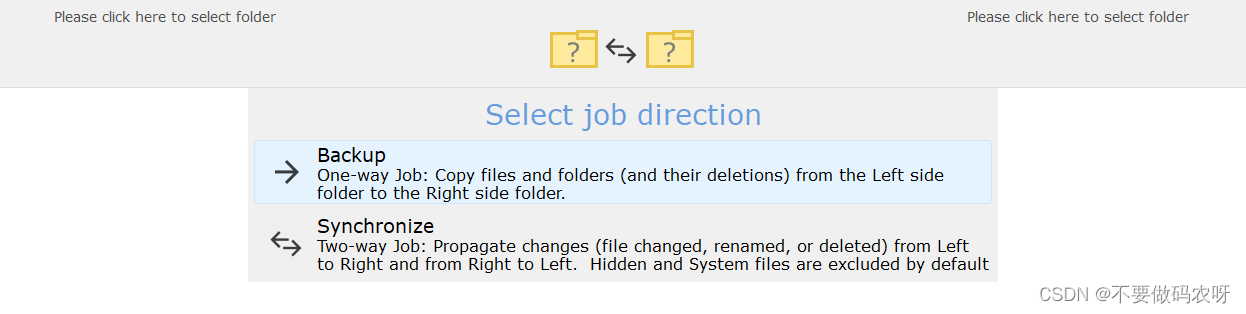 Please click here to select folder
Please click here to select folder
? ?
Select job direction
Backup
One-way Job: Copy files and folders (and their deletions) from the Left side
folder to the Right side folder.
Synchronize
Two-way Job: Propagate changes (file changed, renamed, or deleted) from Left
to Right and from Right to Left.  Hidden and System files are excluded by default
CSDN @不要做码农呀